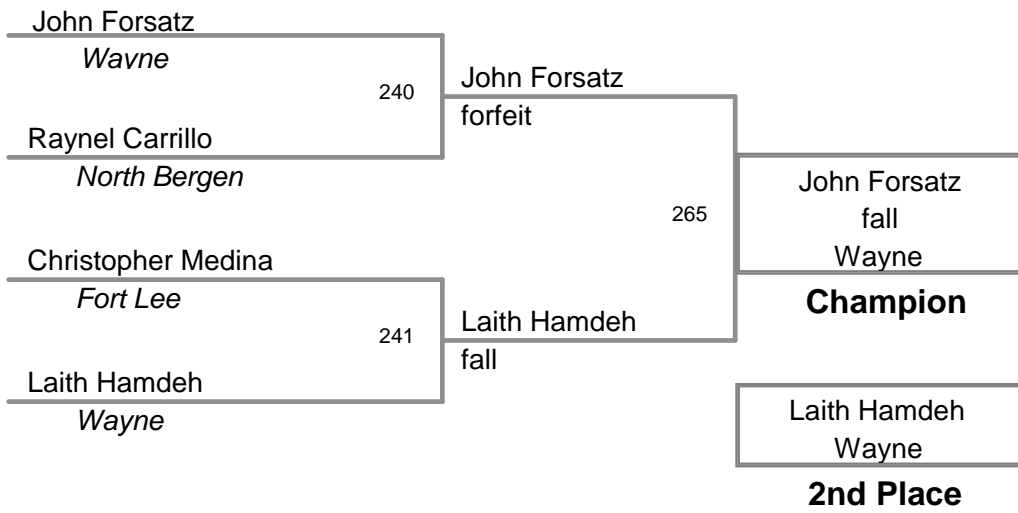 John Forsatz
Wavne
240
John Forsatz
forfeit
Raynel Carrillo
North Bergen
265
John Forsatz
fall
Wayne
Champion
Christopher Medina
Fort Lee
241
Laith Hamdeh
fall
Laith Hamdeh
Wayne
Laith Hamdeh
Wayne
2nd Place